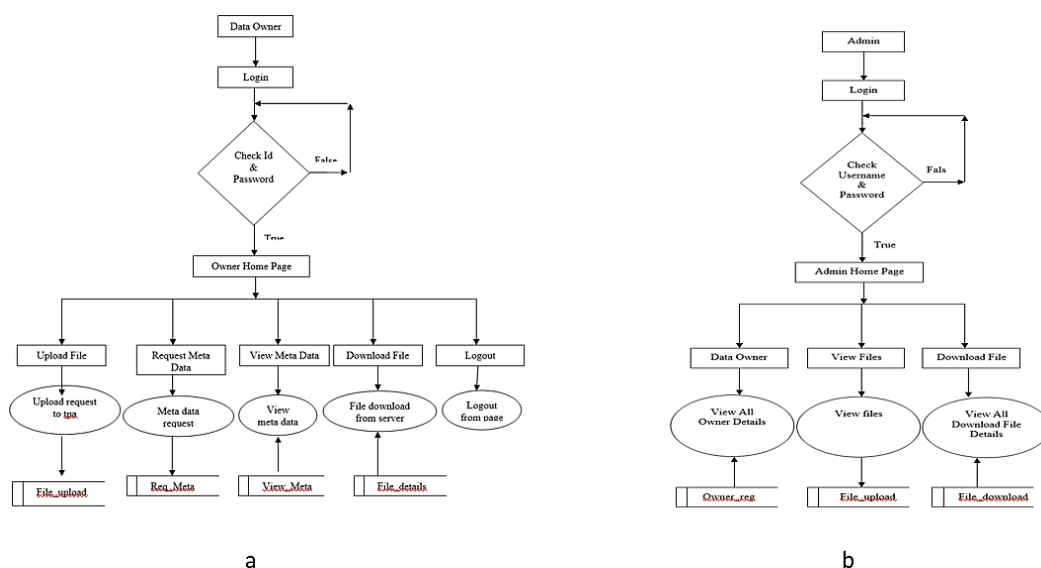 Data Owner
Login
Check Id
&
Password
False
True
Owner Home Page
Upload File
Request Meta
Data
View Meta Data
Download File
Logout
Upload request
to tpa
Meta data
request
View
meta data
File download
from server
Logout
from page
File_upload
Req_Meta
View_Meta
File_details
a
Admin
Login
Check
Username
&
Password
Fals
True
Admin Home Page
Data Owner
View Files
Download File
View All
Owner Details
View files
View All
Download File
Details
Owner_reg
File_upload
File_download
b